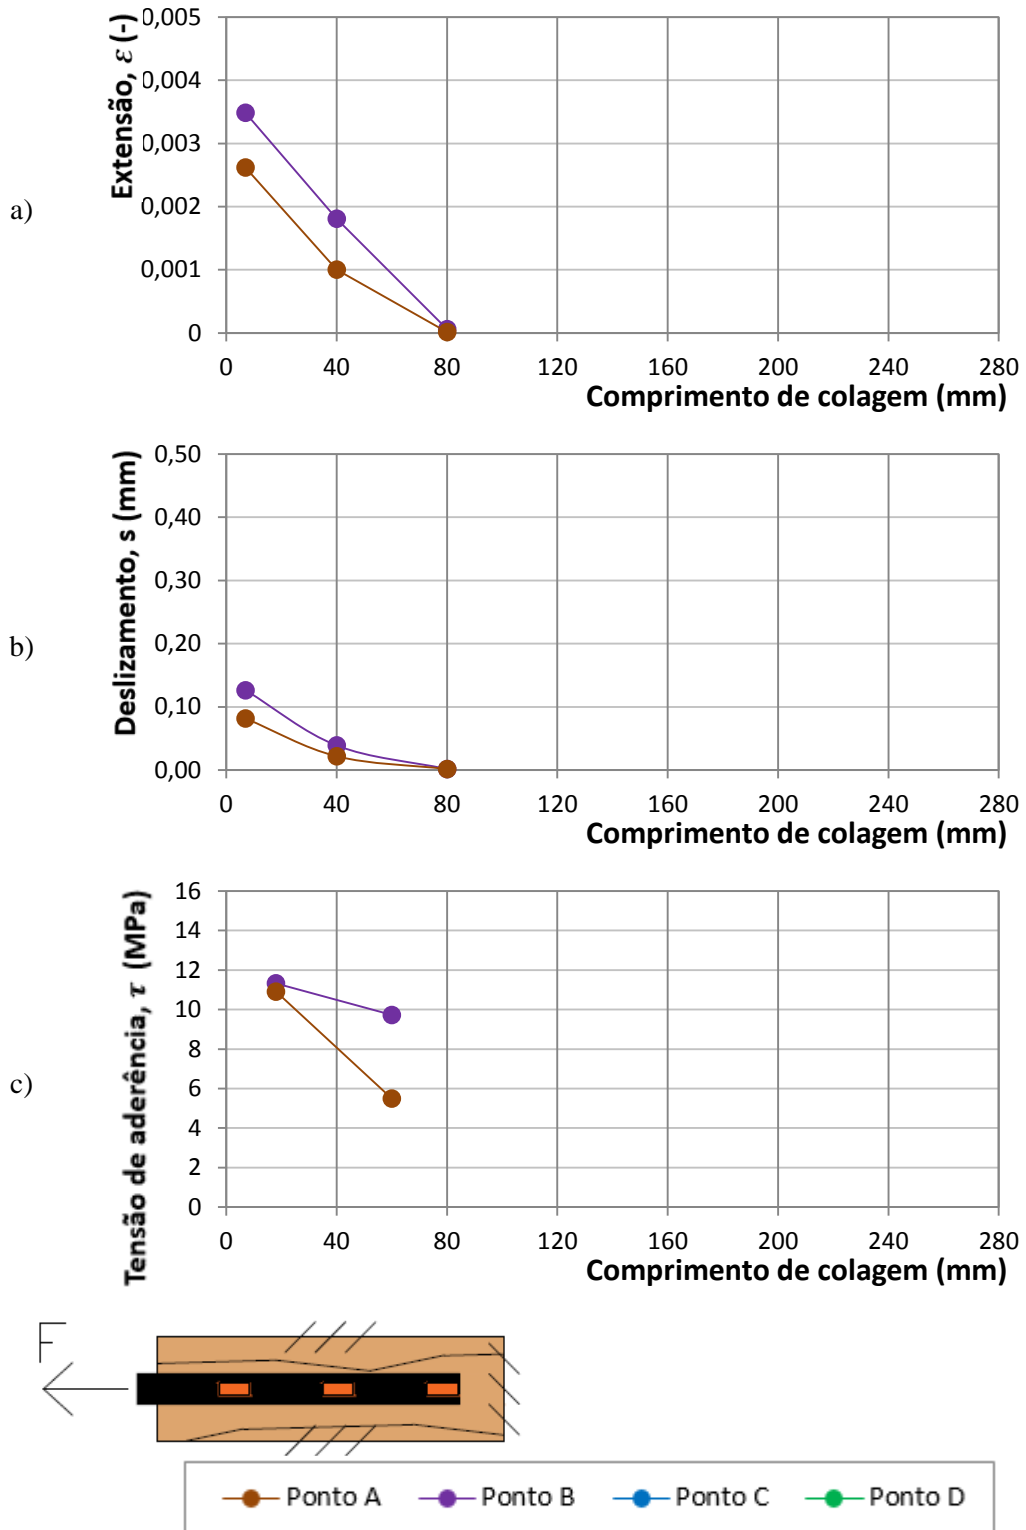 a)
Extensão, ε (-)
0,005
0,004
0,003
0,002
0,001
0
0 40 80 120 160 200 240 280
Comprimento de colagem (mm)
b)
Deslizamento, s (mm)
0,50
0,40
0,30
0,20
0,10
0,00
0 40 80 120 160 200 240 280
Comprimento de colagem (mm)
c)
Tensão de aderência, τ (MPa)
16
14
12
10
8
6
4
2
0
0 40 80 120 160 200 240 280
Comprimento de colagem (mm)
F
Ponto A Ponto B Ponto C Ponto D